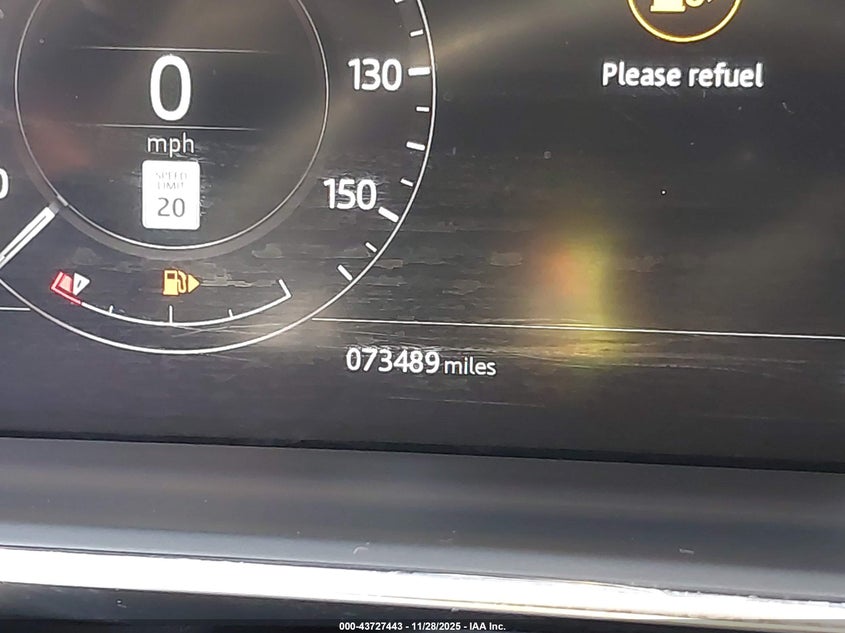 0
mph
SPEED
LIMIT
20
130
150
Please refuel
073489 miles
000-43727443 - 11/28/2025 - IAA Inc.